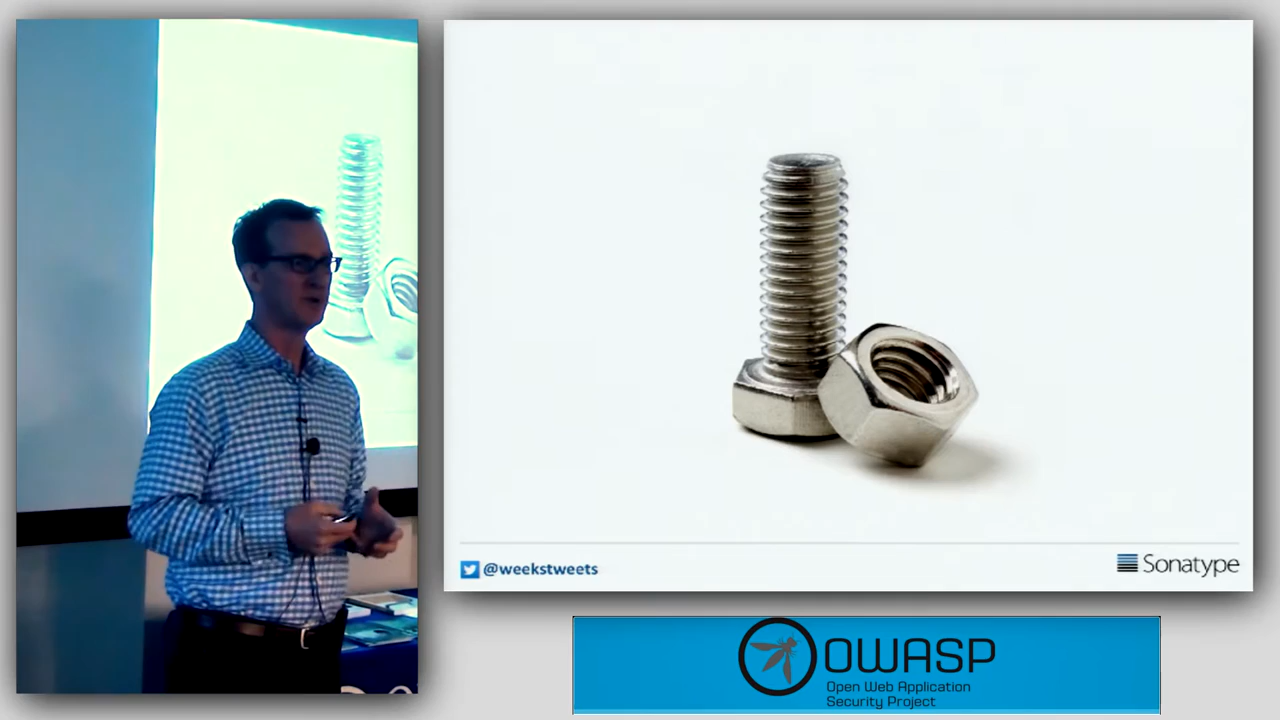 @weekstweets
Sonatype
OWASP
Open Web Application
Security Project